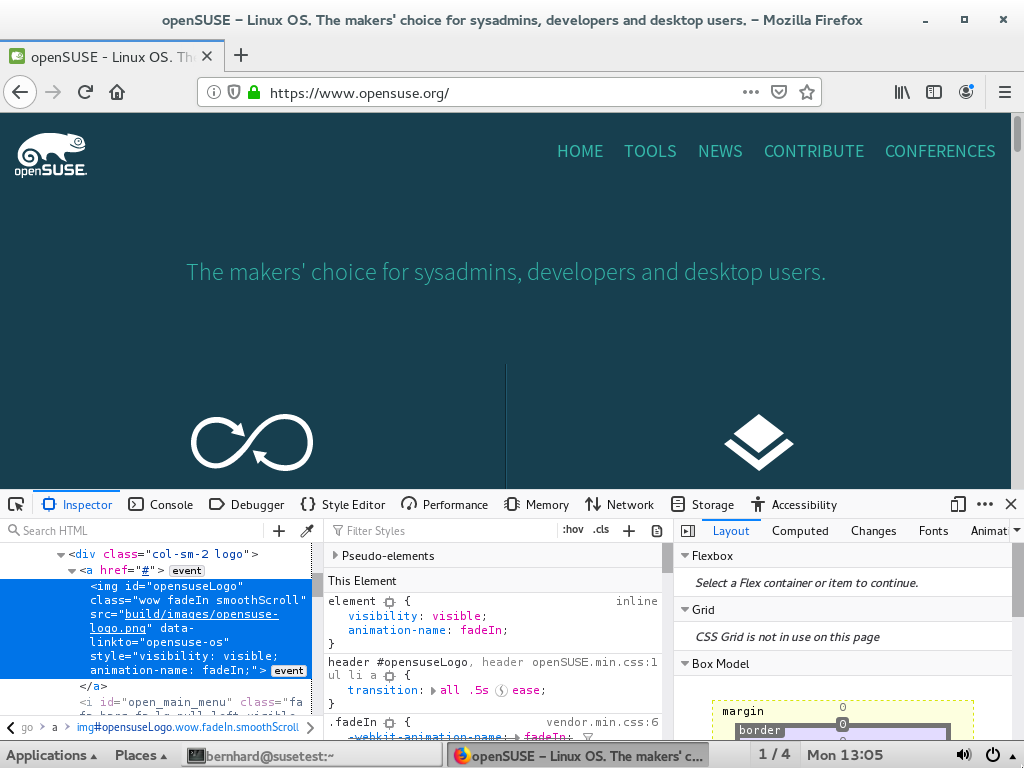 openSUSE – Linux OS. The makers' choice for sysadmins, developers and desktop users. – Mozilla Firefox
openSUSE - Linux OS. The
https://www.opensuse.org/
openSUSE.
HOME TOOLS NEWS CONTRIBUTE CONFERENCES
The makers' choice for sysadmins, developers and desktop users.
Inspector Console Debugger Style Editor Performance Memory Network Storage Accessibility
Search HTML
<div class="col-sm-2 logo">
<a href="#"> event
<img id="opensuseLogo"
class="wow fadeIn smoothScroll"
src="build/images/opensuse-
logo.png" data-
linkto="opensuse-os"
style="visibility: visible;
animation-name: fadeIn;"> event
</a>
<i id="open_main_menu" class="fa
go > a > img#opensuseLogo.wow.fadeIn.smoothScroll
Filter Styles :hov .cls
Pseudo-elements
This Element
element { inline
visibility: visible;
animation-name: fadeIn;
}
header #opensuseLogo, header openSUSE.min.css:1
ul li a {
transition: all .5s ease;
}
.fadeIn { vendor.min.css:6
-webkit-animation-name: fadeIn;
Layout Computed Changes Fonts Animat
Flexbox
Select a Flex container or item to continue.
Grid
CSS Grid is not in use on this page
Box Model
margin 0
border 0
Applications Places bernhard@susetest:~ openSUSE – Linux OS. The makers' c... 1 / 4 Mon 13:05